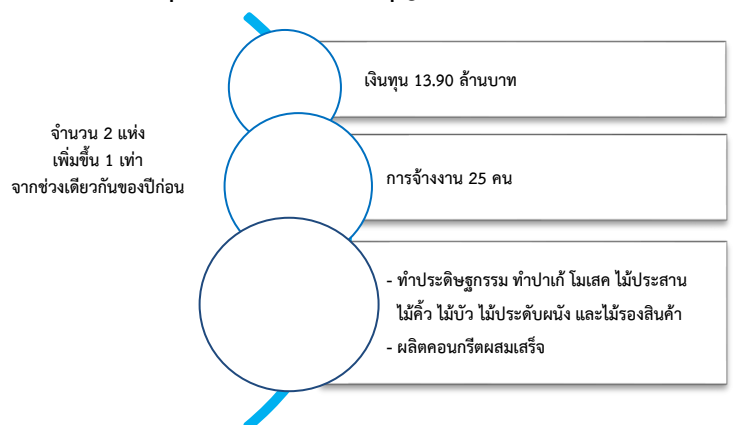 จำนวน 2 แห่ง
เพิ่มขึ้น 1 เท่า
จากช่วงเดียวกันของปีก่อน
เงินทุน 13.90 ล้านบาท
การจ้างงาน 25 คน
- ทำประดิษฐกรรม ทำปาเก้ โมเสค ไม้ประสาน
ไม้คิ้ว ไม้บัว ไม้ประดับผนัง และไม้รองสินค้า
- ผลิตคอนกรีตผสมเสร็จ